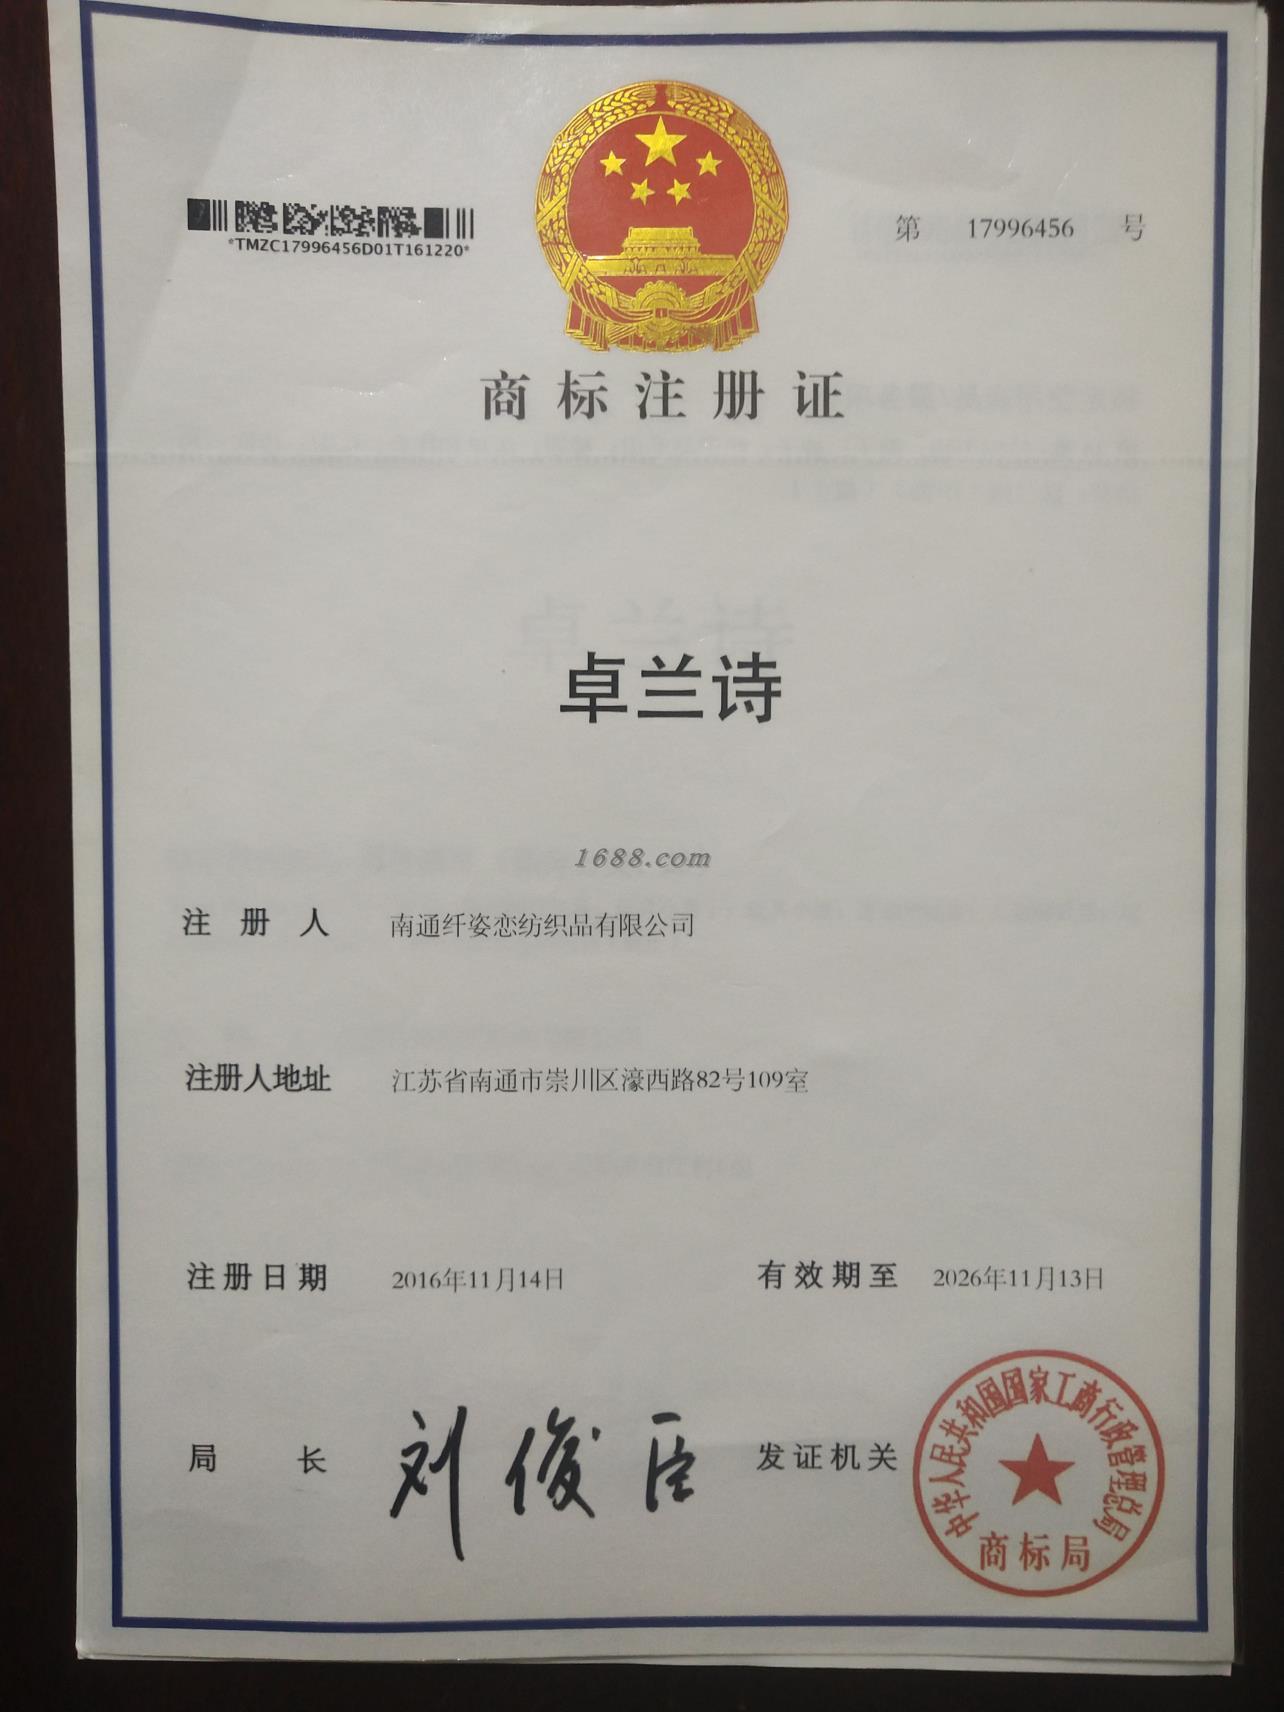 *TMZC17996456D01T161220*
第 17996456 号
商标注册证
卓兰诗
1688.com
注册人 南通纤姿恋纺织品有限公司
注册人地址 江苏省南通市崇川区濠西路82号109室
注册日期 2016年11月14日 有效期至 2026年11月13日
局长 刘俊臣 发证机关
中华人民共和国国家工商行政管理总局
商标局